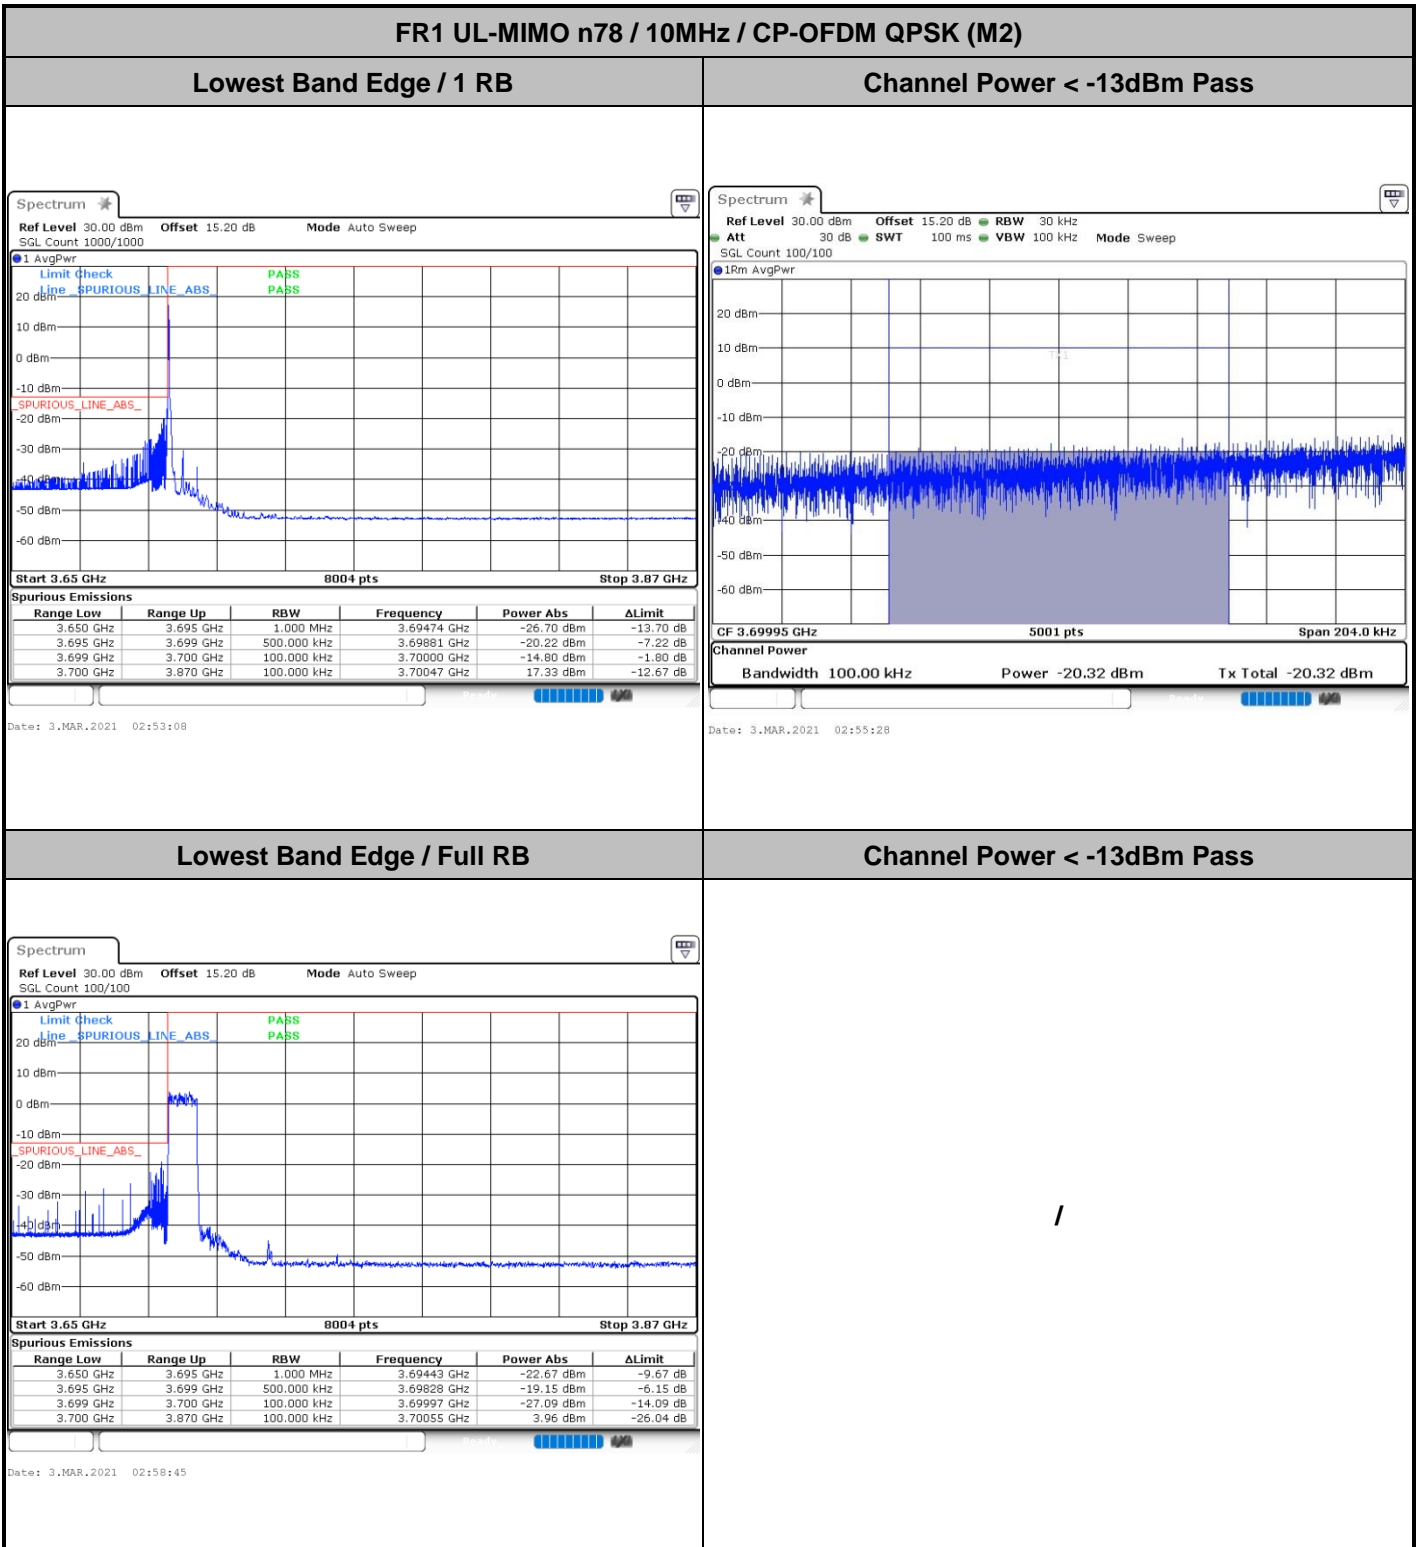 FR1 UL-MIMO n78 / 10MHz / CP-OFDM QPSK (M2)
Lowest Band Edge / 1 RB
Channel Power < -13dBm Pass
Spectrum
Ref Level 30.00 dBm Offset 15.20 dB Mode Auto Sweep
SGL Count 1000/1000
1 AvgPwr
Limit Check PASS
Line _SPURIOUS_LINE_ABS_ PASS
20 dBm
10 dBm
0 dBm
-10 dBm
_SPURIOUS_LINE_ABS_
-20 dBm
-30 dBm
-40 dBm
-50 dBm
-60 dBm
Start 3.65 GHz 8004 pts Stop 3.87 GHz
Spurious Emissions
Range Low Range Up RBW Frequency Power Abs ΔLimit
3.650 GHz 3.695 GHz 1.000 MHz 3.69474 GHz -26.70 dBm -13.70 dB
3.695 GHz 3.699 GHz 500.000 kHz 3.69881 GHz -20.22 dBm -7.22 dB
3.699 GHz 3.700 GHz 100.000 kHz 3.70000 GHz -14.80 dBm -1.80 dB
3.700 GHz 3.870 GHz 100.000 kHz 3.70047 GHz 17.33 dBm -12.67 dB
Ready
Date: 3.MAR.2021 02:53:08
Spectrum
Ref Level 30.00 dBm Offset 15.20 dB RBW 30 kHz
Att 30 dB SWT 100 ms VBW 100 kHz Mode Sweep
SGL Count 100/100
1Rm AvgPwr
20 dBm
10 dBm
0 dBm
-10 dBm
-20 dBm
-40 dBm
-50 dBm
-60 dBm
CF 3.69995 GHz 5001 pts Span 204.0 kHz
Channel Power
Bandwidth 100.00 kHz Power -20.32 dBm Tx Total -20.32 dBm
Ready
Date: 3.MAR.2021 02:55:28
Lowest Band Edge / Full RB
Channel Power < -13dBm Pass
Spectrum
Ref Level 30.00 dBm Offset 15.20 dB Mode Auto Sweep
SGL Count 100/100
1 AvgPwr
Limit Check PASS
Line _SPURIOUS_LINE_ABS_ PASS
20 dBm
10 dBm
0 dBm
-10 dBm
_SPURIOUS_LINE_ABS_
-20 dBm
-30 dBm
-40 dBm
-50 dBm
-60 dBm
Start 3.65 GHz 8004 pts Stop 3.87 GHz
Spurious Emissions
Range Low Range Up RBW Frequency Power Abs ΔLimit
3.650 GHz 3.695 GHz 1.000 MHz 3.69443 GHz -22.67 dBm -9.67 dB
3.695 GHz 3.699 GHz 500.000 kHz 3.69828 GHz -19.15 dBm -6.15 dB
3.699 GHz 3.700 GHz 100.000 kHz 3.69997 GHz -27.09 dBm -14.09 dB
3.700 GHz 3.870 GHz 100.000 kHz 3.70055 GHz 3.96 dBm -26.04 dB
Ready
Date: 3.MAR.2021 02:58:45
/